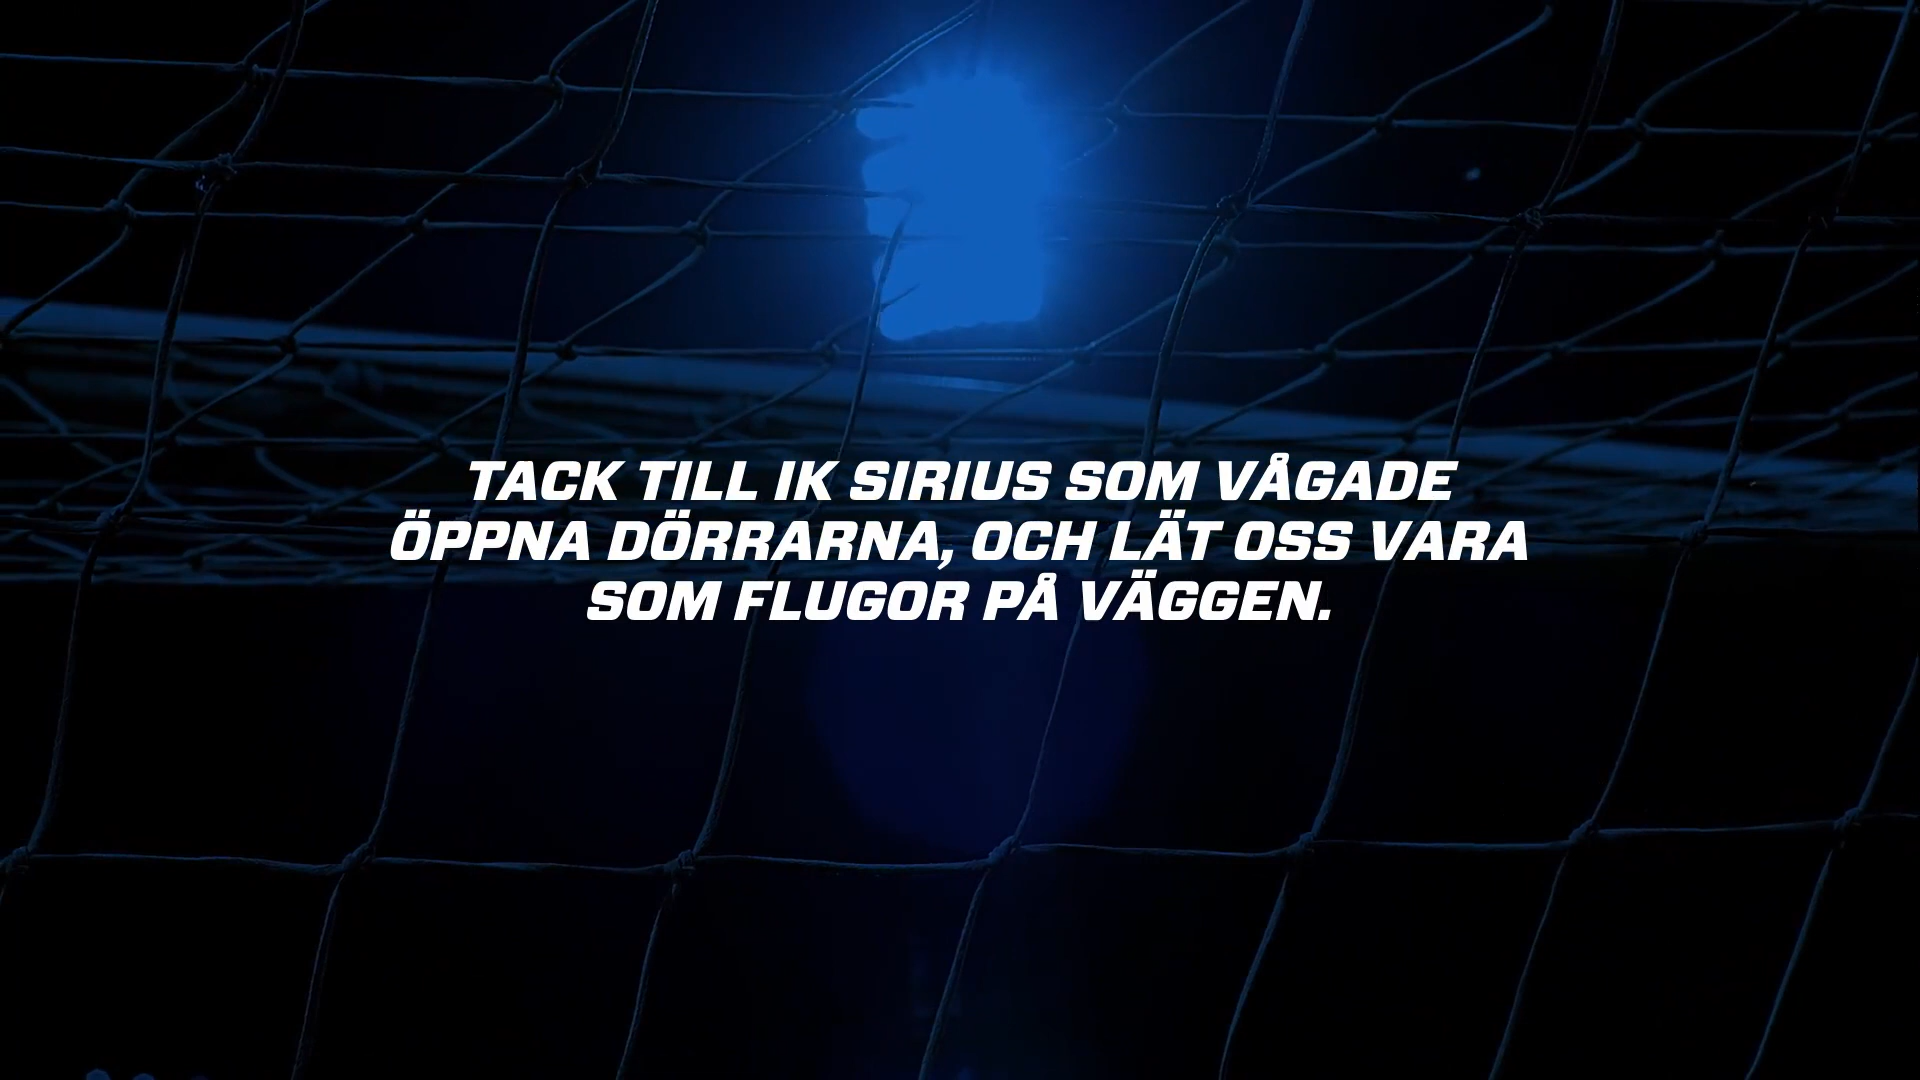 TACK TILL IK SIRIUS SOM VÅGADE
ÖPPNA DÖRRARNA, OCH LÄT OSS VARA
SOM FLUGOR PÅ VÄGGEN.